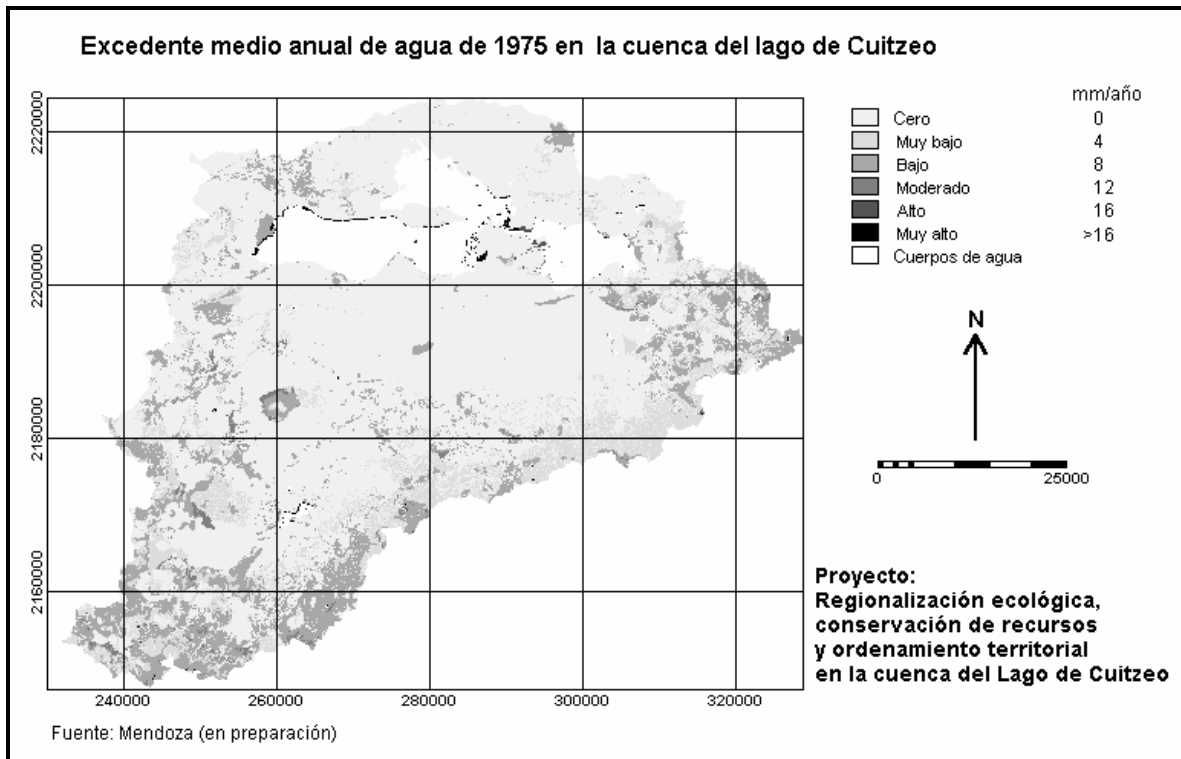 Excedente medio anual de agua de 1975 en la cuenca del lago de Cuitzeo
mm/año
Cero 0
Muy bajo 4
Bajo 8
Moderado 12
Alto 16
Muy alto >16
Cuerpos de agua
2220000
2200000
2180000
2160000
240000 260000 280000 300000 320000
N
0 25000
Proyecto:
Regionalización ecológica,
conservación de recursos
y ordenamiento territorial
en la cuenca del Lago de Cuitzeo
Fuente: Mendoza (en preparación)